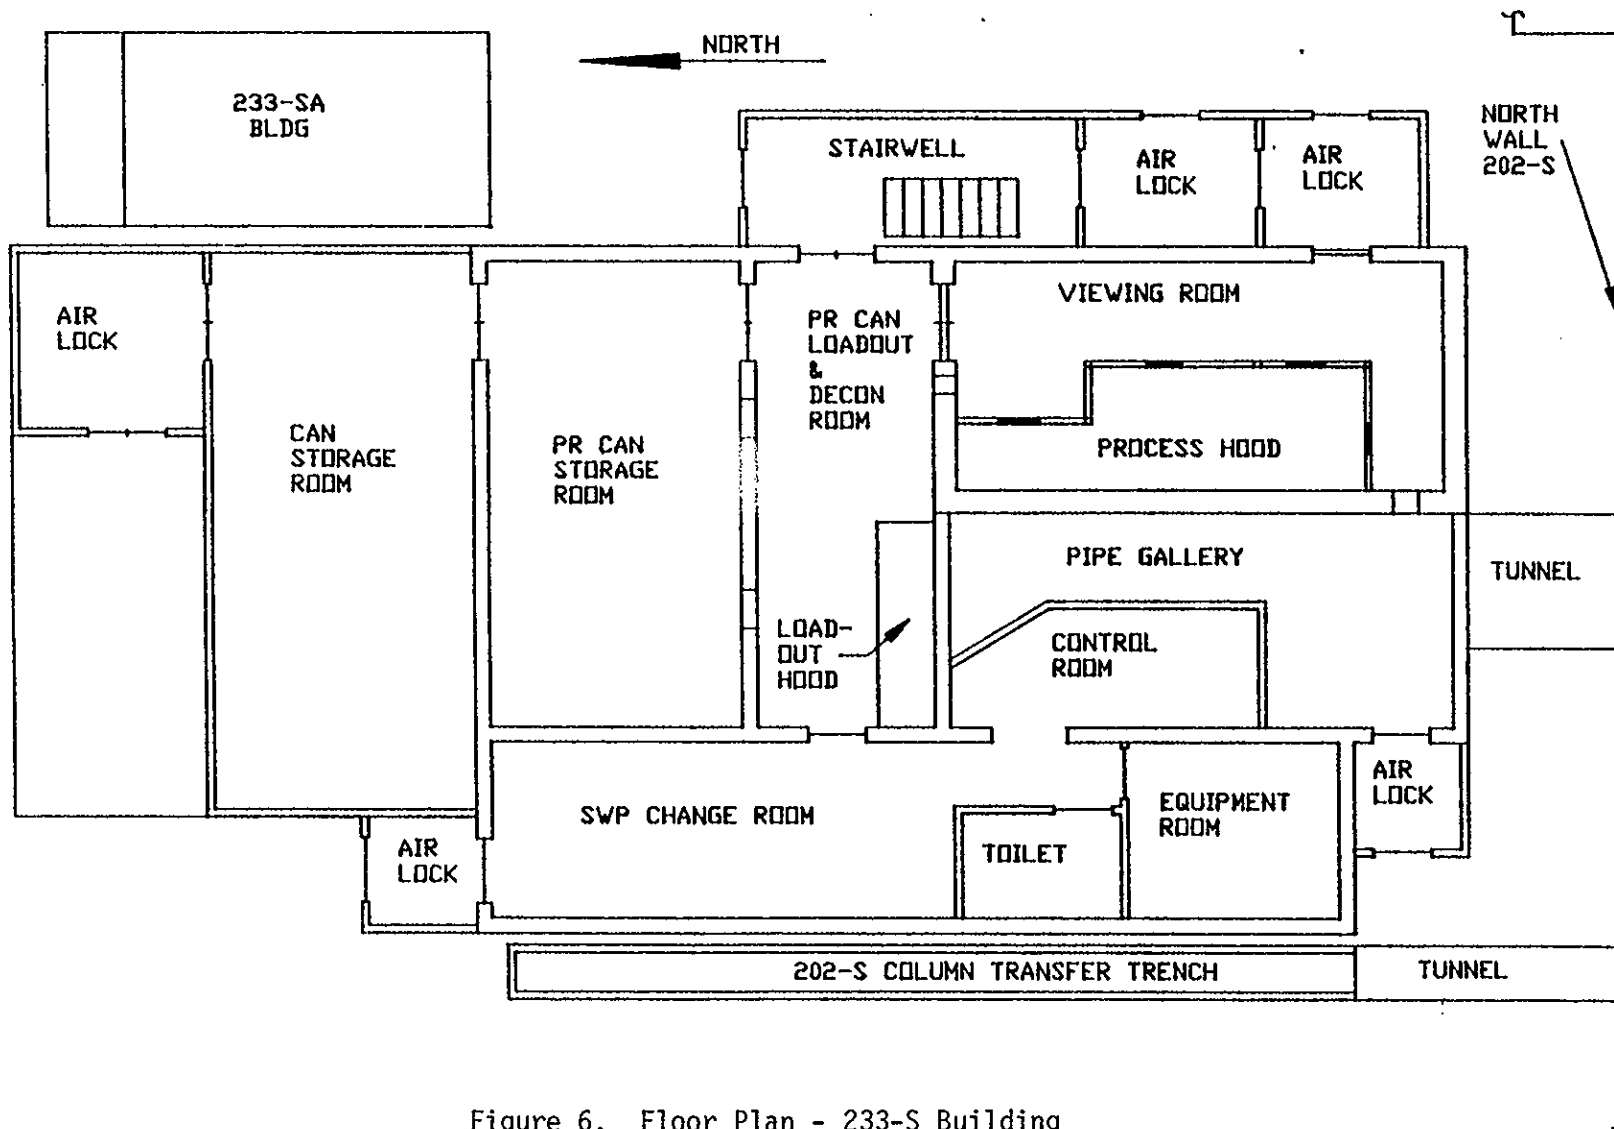 NORTH
233-SA
BLDG
NORTH
WALL
202-S
STAIRWELL
AIR
LOCK
AIR
LOCK
AIR
LOCK
VIEWING ROOM
PR CAN
LOADOUT
&
DECON
ROOM
CAN
STORAGE
ROOM
PR CAN
STORAGE
ROOM
PROCESS HOOD
PIPE GALLERY
TUNNEL
LOAD-
OUT
HOOD
CONTROL
ROOM
AIR
LOCK
SWP CHANGE ROOM
EQUIPMENT
ROOM
TOILET
AIR
LOCK
202-S COLUMN TRANSFER TRENCH
TUNNEL
Figure 6. Floor Plan - 233-S Building